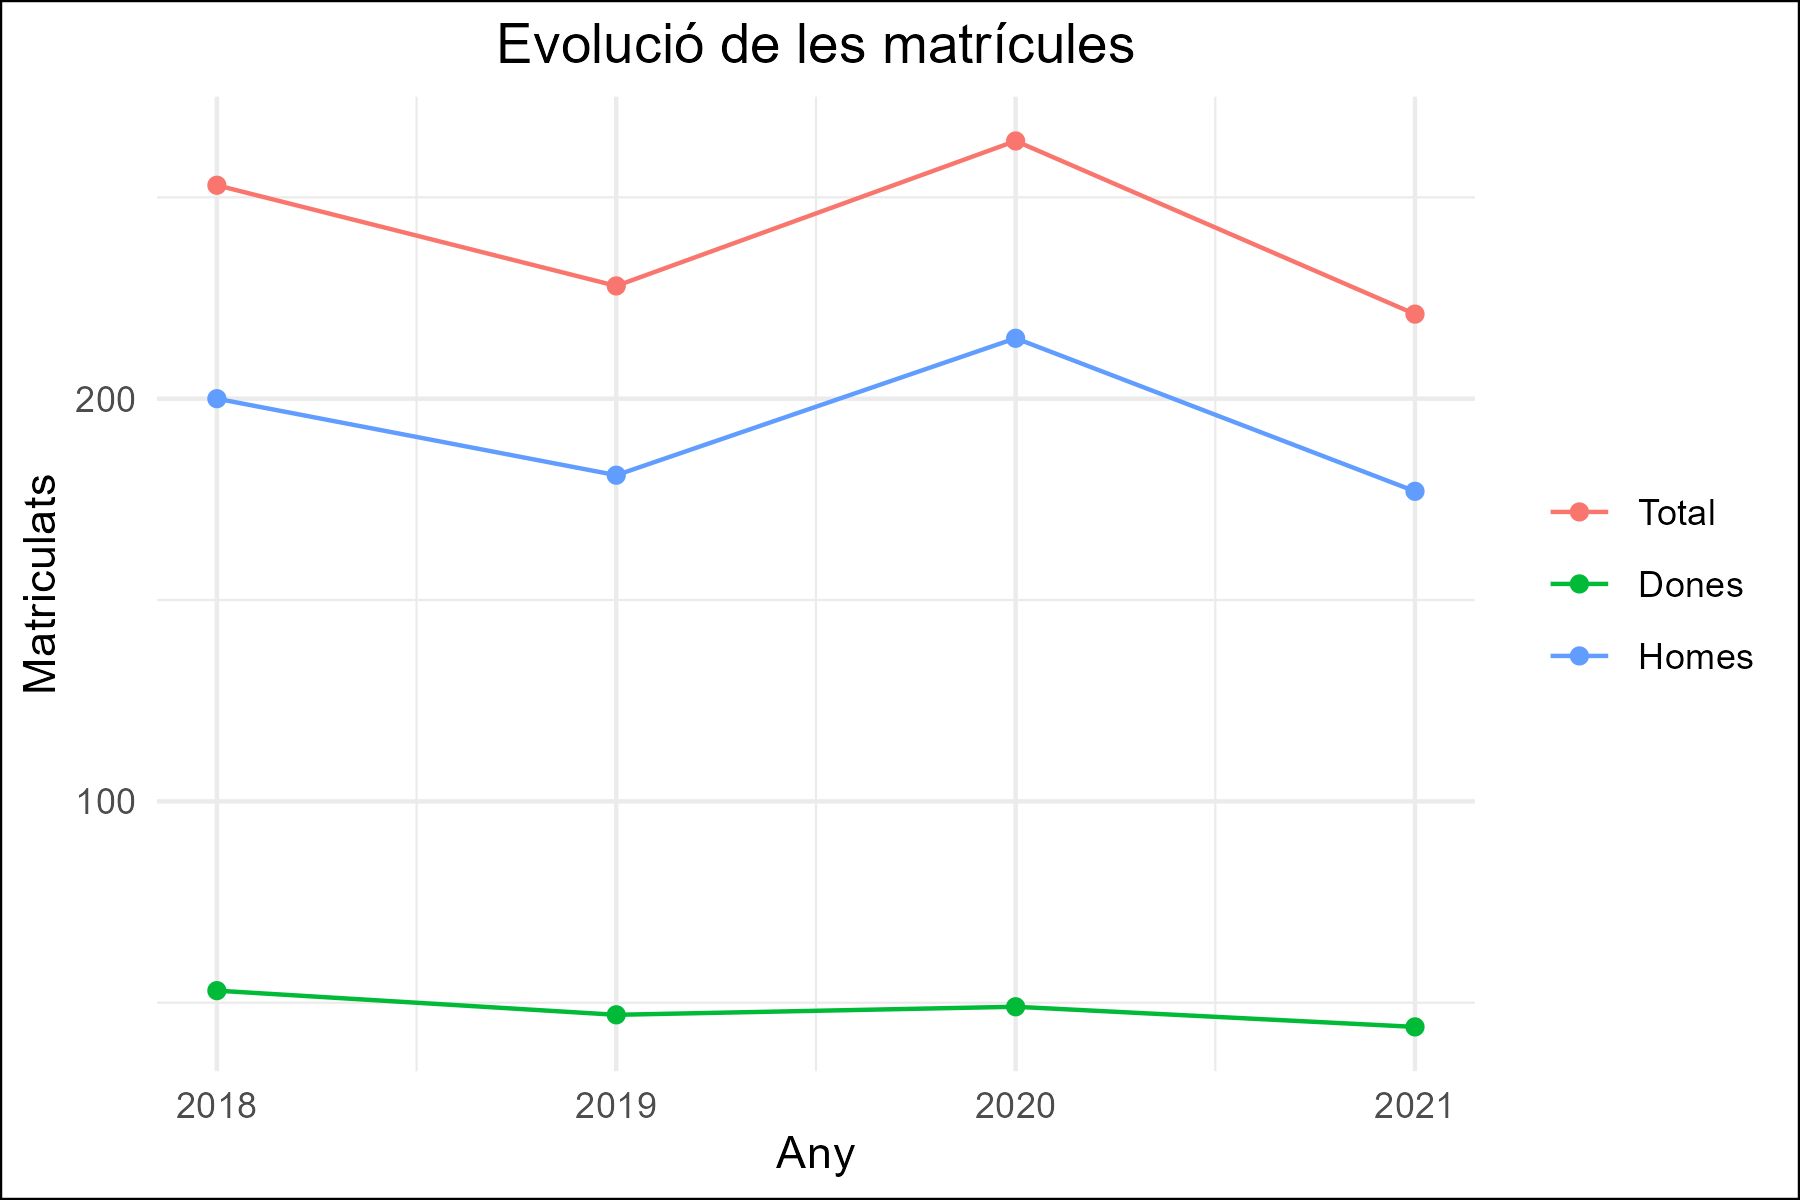 Evolució de les matrícules
Matriculats
200
100
2018
2019
2020
2021
Any
Total
Dones
Homes